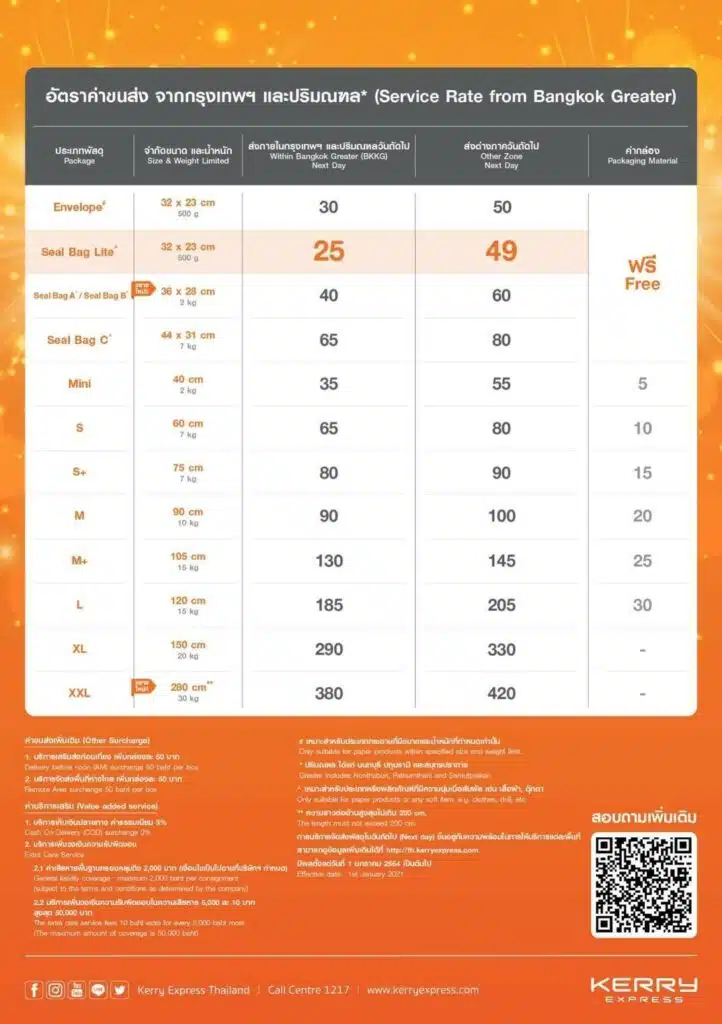 อัตราค่าขนส่ง จากกรุงเทพฯ และปริมณฑล* (Service Rate from Bangkok Greater)
ประเภทพัสดุ
Package
จำกัดขนาด และน้ำหนัก
Size & Weight Limited
ส่งภายในกรุงเทพฯ และปริมณฑลวันถัดไป
Within Bangkok Greater (BKKG)
Next Day
ส่งต่างภาควันถัดไป
Other Zone
Next Day
ค่ากล่อง
Packaging Material
Envelope# 32 x 23 cm 30 50
500 g
Seal Bag Lite^ 32 x 23 cm 25 49
500 g
ฟรี
Free
Seal Bag A^ / Seal Bag B^ 36 x 28 cm 40 60
2 kg
Seal Bag C^ 44 x 31 cm 65 80
7 kg
Mini 40 cm 35 55 5
2 kg
S 60 cm 65 80 10
7 kg
S+ 75 cm 80 90 15
7 kg
M 90 cm 90 100 20
10 kg
M+ 105 cm 130 145 25
15 kg
L 120 cm 185 205 30
15 kg
XL 150 cm 290 330 -
20 kg
XXL 280 cm** 380 420 -
30 kg
ค่าขนส่งเพิ่มเติม (Other Surcharge)
1. บริการเสริมส่งก่อนเที่ยง เพิ่มกล่องละ 50 บาท
Delivery before Noon (AM) surcharge 50 baht per box
2. บริการจัดส่งพื้นที่ห่างไกล เพิ่มกล่องละ 50 บาท
Remote Area surcharge 50 baht per box
ค่าบริการเสริม (Value added service)
1. บริการเก็บเงินปลายทาง ค่าธรรมเนียม 3%
Cash On Delivery (COD) surcharge 3%
2. บริการเพิ่มวงเงินความรับผิดชอบ
Extra Care Service
2.1 ค่าเสียหายพื้นฐานครอบคลุมถึง 2,000 บาท (เงื่อนไขเป็นไปตามที่บริษัทฯ กำหนด)
General liability coverage - maximum 2,000 baht per consignment
(subject to the terms and conditions as determined by the company)
2.2 บริการเพิ่มวงเงินความรับผิดชอบในความเสียหาย 5,000 ละ 10 บาท
สูงสุด 50,000 บาท
The extra care service fees 10 baht extra for every 5,000 baht more
(The maximum amount of coverage is 50,000 baht)
# เหมาะสำหรับประเภทกระดาษที่มีขนาดและน้ำหนักที่กำหนดเท่านั้น
Only suitable for paper products within specified size and weight limit.
* ปริมณฑล ได้แก่ นนทบุรี ปทุมธานี และสมุทรปราการ
Greater includes Nonthaburi, Pathumthani and Samutprakan
^ เหมาะสำหรับประเภทหรือผลิตภัณฑ์ที่มีความนุ่มเมื่อสัมผัส เช่น เสื้อผ้า, ตุ๊กตา
Only suitable for paper products or any soft item, e.g. clothes, doll, etc.
** ความยาวต่อด้านสูงสุดไม่เกิน 200 cm.
The length must not exceed 200 cm.
การบริการจัดส่งพัสดุในวันถัดไป (Next day) ขึ้นอยู่กับความพร้อมในการให้บริการแต่ละพื้นที่
สามารถดูข้อมูลเพิ่มเติมได้ที่ http://th.kerryexpress.com
มีผลตั้งแต่วันที่ 1 มกราคม 2564 เป็นต้นไป
Effective date : 1st January 2021
สอบถามเพิ่มเติม
Kerry Express Thailand | Call Centre 1217 | www.kerryexpress.com
KERRY
EXPRESS